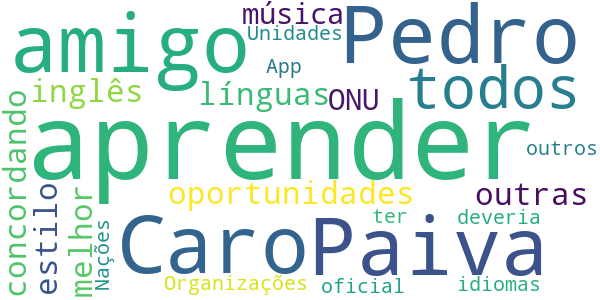 música
Pedro
amigo
Unidades
App
todos
inglês
línguas
ONU
aprender
outros
concordando
estilo
melhor
oportunidades
outras
Nações
Caro
Paiva
ter
deveria
Organizações
oficial
idiomas